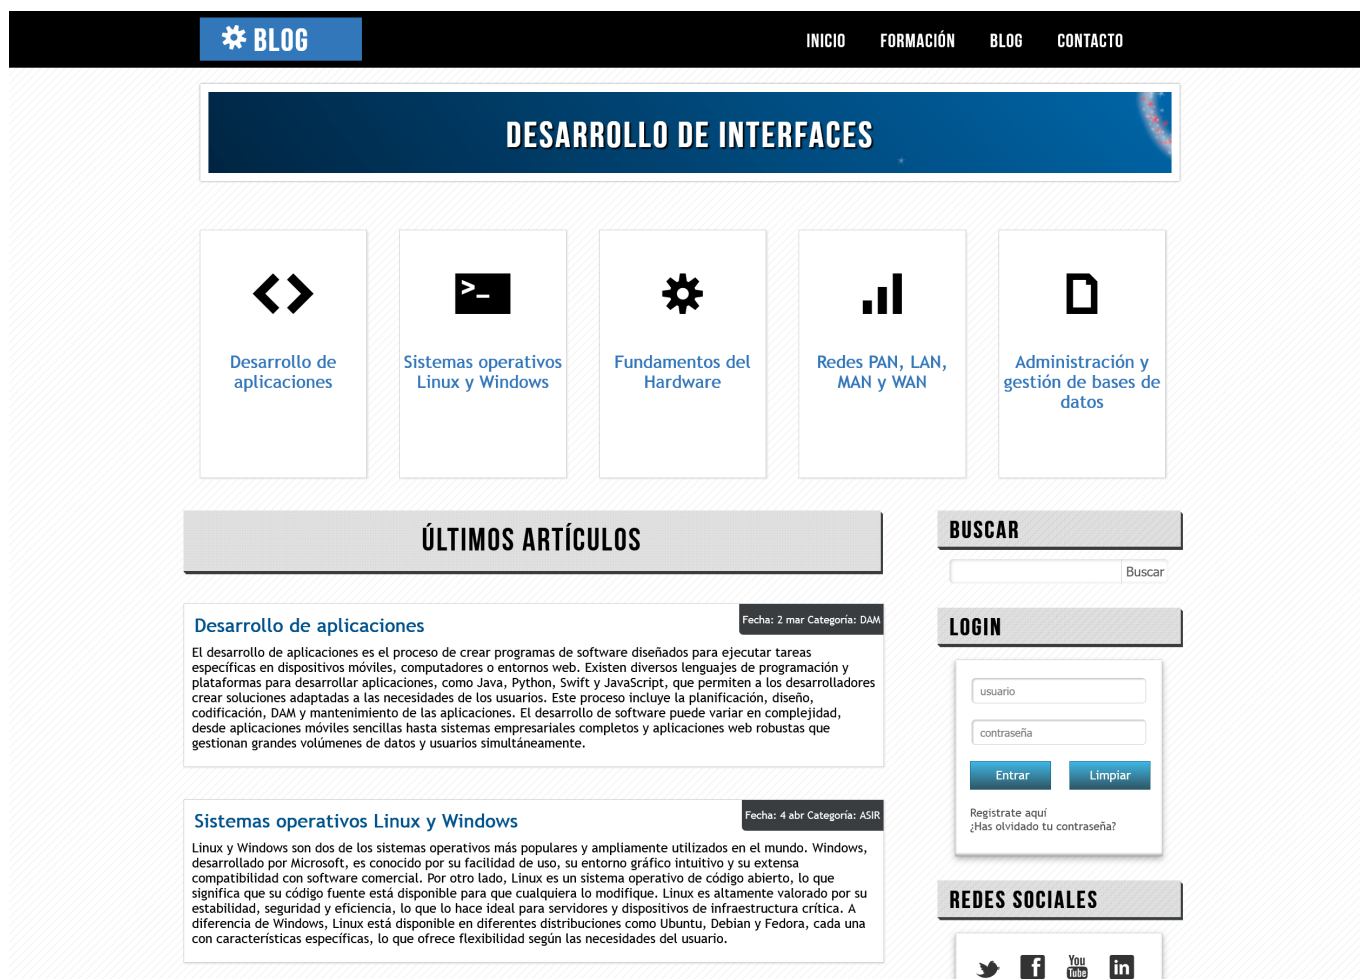 BLOG
INICIO FORMACIÓN BLOG CONTACTO
DESARROLLO DE INTERFACES
>_
Desarrollo de
aplicaciones
Sistemas operativos
Linux y Windows
Fundamentos del
Hardware
Redes PAN, LAN,
MAN y WAN
Administración y
gestión de bases de
datos
ÚLTIMOS ARTÍCULOS
Desarrollo de aplicaciones
Fecha: 2 mar Categoría: DAM
El desarrollo de aplicaciones es el proceso de crear programas de software diseñados para ejecutar tareas
específicas en dispositivos móviles, computadores o entornos web. Existen diversos lenguajes de programación y
plataformas para desarrollar aplicaciones, como Java, Python, Swift y JavaScript, que permiten a los desarrolladores
crear soluciones adaptadas a las necesidades de los usuarios. Este proceso incluye la planificación, diseño,
codificación, DAM y mantenimiento de las aplicaciones. El desarrollo de software puede variar en complejidad,
desde aplicaciones móviles sencillas hasta sistemas empresariales completos y aplicaciones web robustas que
gestionan grandes volúmenes de datos y usuarios simultáneamente.
Sistemas operativos Linux y Windows
Fecha: 4 abr Categoría: ASIR
Linux y Windows son dos de los sistemas operativos más populares y ampliamente utilizados en el mundo. Windows,
desarrollado por Microsoft, es conocido por su facilidad de uso, su entorno gráfico intuitivo y su extensa
compatibilidad con software comercial. Por otro lado, Linux es un sistema operativo de código abierto, lo que
significa que su código fuente está disponible para que cualquiera lo modifique. Linux es altamente valorado por su
estabilidad, seguridad y eficiencia, lo que lo hace ideal para servidores y dispositivos de infraestructura crítica. A
diferencia de Windows, Linux está disponible en diferentes distribuciones como Ubuntu, Debian y Fedora, cada una
con características específicas, lo que ofrece flexibilidad según las necesidades del usuario.
BUSCAR
Buscar
LOGIN
usuario
contraseña
Entrar Limpiar
Registrate aquí
¿Has olvidado tu contraseña?
REDES SOCIALES
f You Tube in